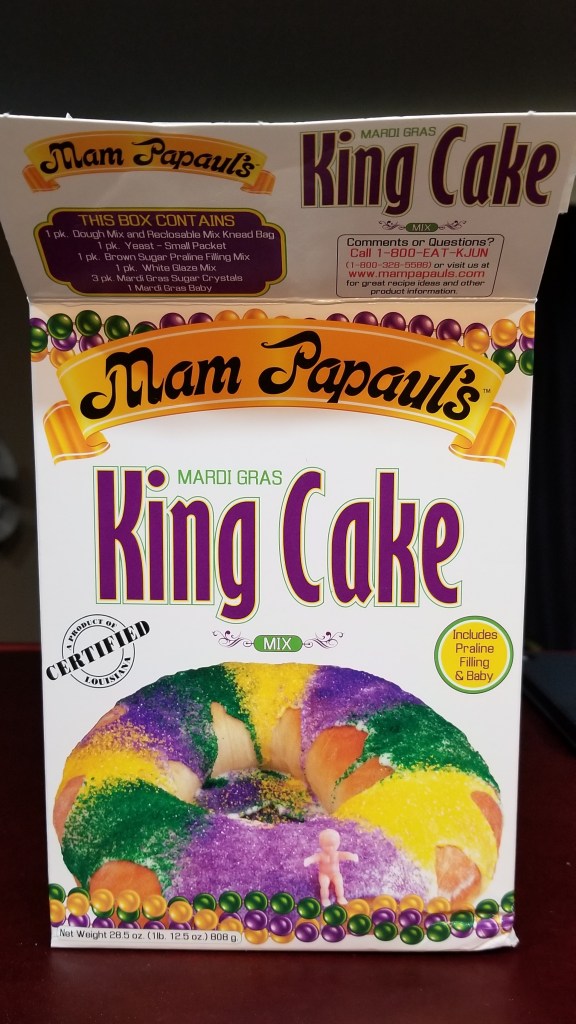 Mam Papaul's™
THIS BOX CONTAINS
1 pk. Dough Mix and Reclosable Mix Knead Bag
1 pk. Yeast - Small Packet
1 pk. Brown Sugar Praline Filling Mix
1 pk. White Glaze Mix
3 pk. Mardi Gras Sugar Crystals
1 Mardi Gras Baby
MARDI GRAS
King Cake
MIX
Comments or Questions?
Call 1-800-EAT-KJUN
(1-800-328-5586) or visit us at
www.mampapauls.com
for great recipe ideas and other
product information.
Mam Papaul's™
MARDI GRAS
King Cake
MIX
A PRODUCT OF
CERTIFIED
LOUISIANA
Includes
Praline
Filling
& Baby
Net Weight 28.5 oz. (1lb. 12.5 oz.) 808 g.